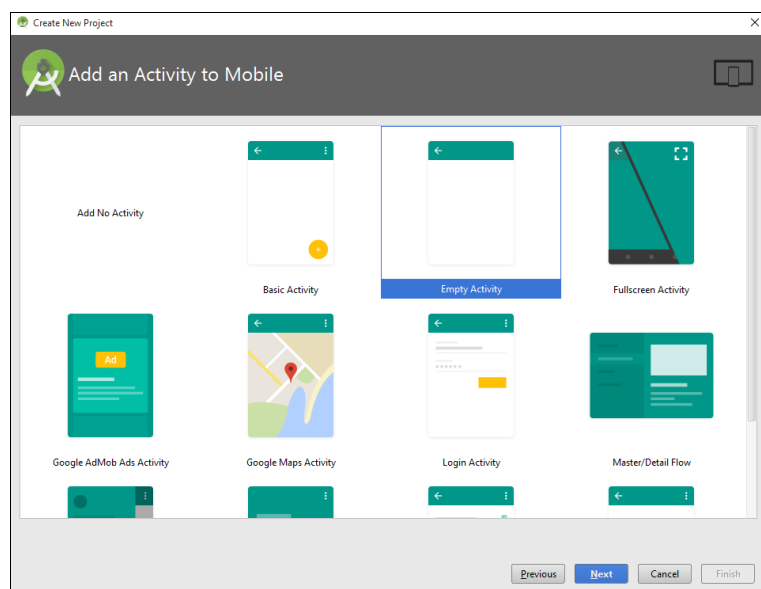 Create New Project
Add an Activity to Mobile
Add No Activity
Basic Activity
Empty Activity
Fullscreen Activity
Ad
Google AdMob Ads Activity
Google Maps Activity
Login Activity
Master/Detail Flow
Previous
Next
Cancel
Finish